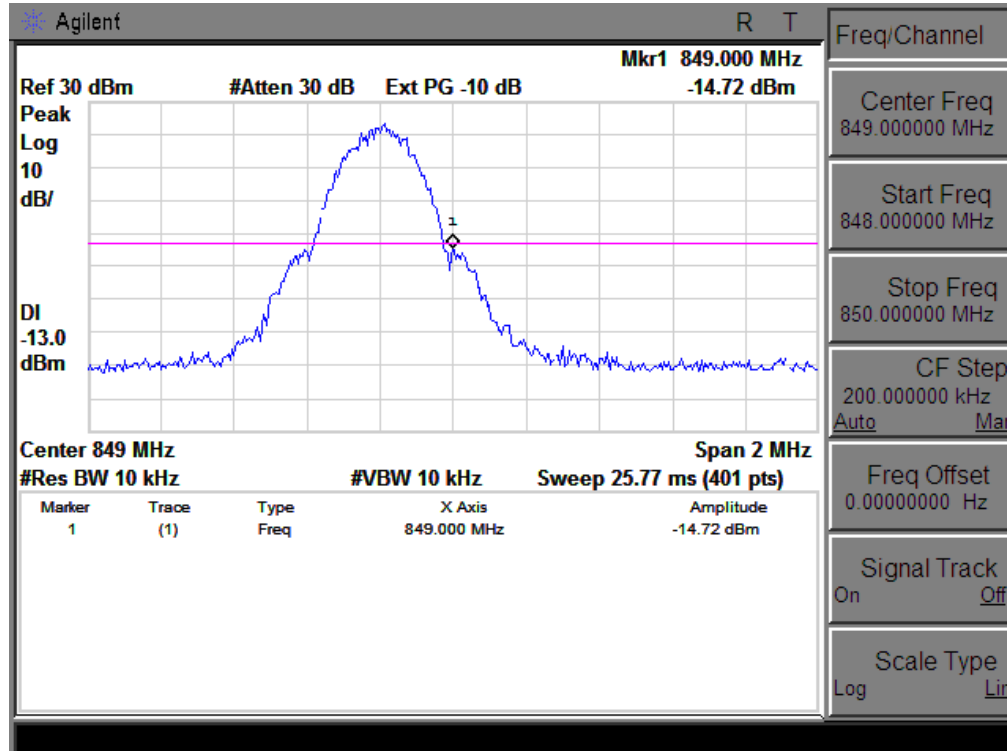 Agilent R T
Mkr1 849.000 MHz
Ref 30 dBm #Atten 30 dB Ext PG -10 dB -14.72 dBm
Peak
Log
10
dB/
1
DI
-13.0
dBm
Center 849 MHz Span 2 MHz
#Res BW 10 kHz #VBW 10 kHz Sweep 25.77 ms (401 pts)
Marker Trace Type X Axis Amplitude
1 (1) Freq 849.000 MHz -14.72 dBm
Freq/Channel
Center Freq
849.000000 MHz
Start Freq
848.000000 MHz
Stop Freq
850.000000 MHz
CF Step
200.000000 kHz
Auto Ma
Freq Offset
0.00000000 Hz
Signal Track
On Off
Scale Type
Log Lin